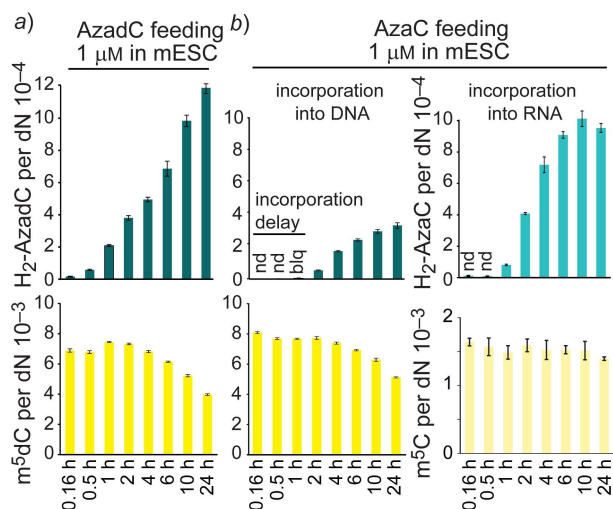 a)
AzadC feeding
1 μM in mESC
H₂-AzadC per dN 10⁻⁴
12
10
8
6
4
2
0
m⁵dC per dN 10⁻³
8
6
4
2
0
0.16 h
0.5 h
1 h
2 h
4 h
6 h
10 h
24 h
b)
AzaC feeding
1 μM in mESC
incorporation
into DNA
10
8
6
4
2
0
incorporation
delay
nd
nd
blq
8
6
4
2
0
0.16 h
0.5 h
1 h
2 h
4 h
6 h
10 h
24 h
incorporation
into RNA
H₂-AzaC per dN 10⁻⁴
10
8
6
4
2
0
nd
nd
m⁵C per dN 10⁻³
2
1
0
0.16 h
0.5 h
1 h
2 h
4 h
6 h
10 h
24 h